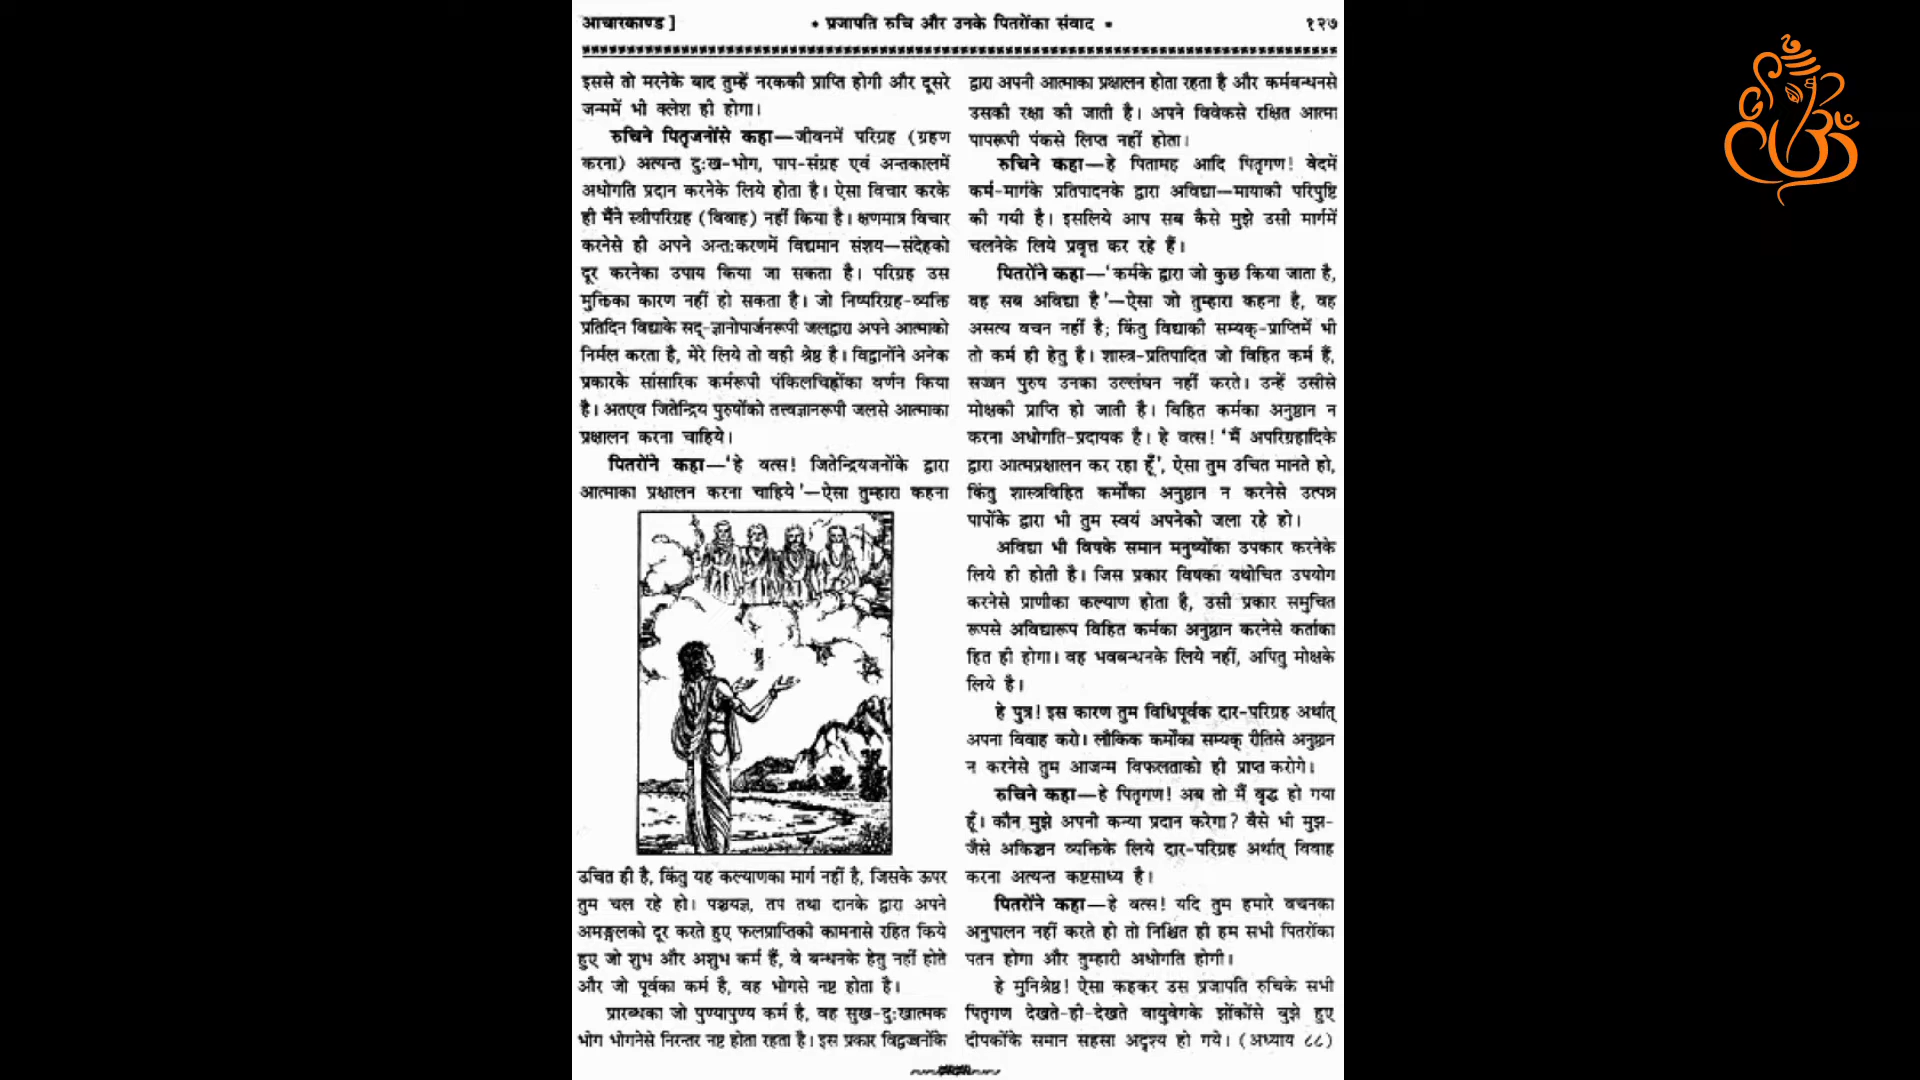 आचारकाण्ड ]
* प्रजापति रुचि और उनके पितरोंका संवाद *
१२७
इससे तो मरनेके बाद तुम्हें नरककी प्राप्ति होगी और दूसरे
जन्ममें भी क्लेश ही होगा।
रुचिने पितृजनोंसे कहा—जीवनमें परिग्रह (ग्रहण
करना) अत्यन्त दुःख-भोग, पाप-संग्रह एवं अन्तकालमें
अधोगति प्रदान करनेके लिये होता है। ऐसा विचार करके
ही मैंने स्त्रीपरिग्रह (विवाह) नहीं किया है। क्षणमात्र विचार
करनेसे ही अपने अन्तःकरणमें विद्यमान संशय—संदेहको
दूर करनेका उपाय किया जा सकता है। परिग्रह उस
मुक्तिका कारण नहीं हो सकता है। जो निष्परिग्रह-व्यक्ति
प्रतिदिन विद्याके सद्-ज्ञानोपार्जनरूपी जलद्वारा अपने आत्माको
निर्मल करता है, मेरे लिये तो वही श्रेष्ठ है। विद्वानोंने अनेक
प्रकारके सांसारिक कर्मरूपी पंकिलचिह्नोंका वर्णन किया
है। अतएव जितेन्द्रिय पुरुषोंको तत्त्वज्ञानरूपी जलसे आत्माका
प्रक्षालन करना चाहिये।
पितरोंने कहा—'हे वत्स! जितेन्द्रियजनोंके द्वारा
आत्माका प्रक्षालन करना चाहिये'—ऐसा तुम्हारा कहना
उचित ही है, किंतु यह कल्याणका मार्ग नहीं है, जिसके ऊपर
तुम चल रहे हो। पञ्चयज्ञ, तप तथा दानके द्वारा अपने
अमङ्गलको दूर करते हुए फलप्राप्तिकी कामनासे रहित किये
हुए जो शुभ और अशुभ कर्म हैं, वे बन्धनके हेतु नहीं होते
और जो पूर्वका कर्म है, वह भोगसे नष्ट होता है।
प्रारब्धका जो पुण्यापुण्य कर्म है, वह सुख-दुःखात्मक
भोग भोगनेसे निरन्तर नष्ट होता रहता है। इस प्रकार विद्वज्जनोंके
द्वारा अपनी आत्माका प्रक्षालन होता रहता है और कर्मबन्धनसे
उसकी रक्षा की जाती है। अपने विवेकसे रक्षित आत्मा
पापरूपी पंकसे लिप्त नहीं होता।
रुचिने कहा—हे पितामह आदि पितृगण! वेदमें
कर्म-मार्गके प्रतिपादनके द्वारा अविद्या—मायाकी परिपुष्टि
की गयी है। इसलिये आप सब कैसे मुझे उसी मार्गमें
चलनेके लिये प्रवृत्त कर रहे हैं।
पितरोंने कहा—'कर्मके द्वारा जो कुछ किया जाता है,
वह सब अविद्या है'—ऐसा जो तुम्हारा कहना है, वह
असत्य वचन नहीं है; किंतु विद्याकी सम्यक्-प्राप्तिमें भी
तो कर्म ही हेतु है। शास्त्र-प्रतिपादित जो विहित कर्म हैं,
सज्जन पुरुष उनका उल्लंघन नहीं करते। उन्हें उसीसे
मोक्षकी प्राप्ति हो जाती है। विहित कर्मका अनुष्ठान न
करना अधोगति-प्रदायक है। हे वत्स! 'मैं अपरिग्रहादिके
द्वारा आत्मप्रक्षालन कर रहा हूँ', ऐसा तुम उचित मानते हो,
किंतु शास्त्रविहित कर्मोंका अनुष्ठान न करनेसे उत्पन्न
पापोंके द्वारा भी तुम स्वयं अपनेको जला रहे हो।
अविद्या भी विषके समान मनुष्योंका उपकार करनेके
लिये ही होती है। जिस प्रकार विषका यथोचित उपयोग
करनेसे प्राणीका कल्याण होता है, उसी प्रकार समुचित
रूपसे अविद्यारूप विहित कर्मका अनुष्ठान करनेसे कर्ताका
हित ही होगा। वह भवबन्धनके लिये नहीं, अपितु मोक्षके
लिये है।
हे पुत्र! इस कारण तुम विधिपूर्वक दार-परिग्रह अर्थात्
अपना विवाह करो। लौकिक कर्मोंका सम्यक् रीतिसे अनुष्ठान
न करनेसे तुम आजन्म विफलताको ही प्राप्त करोगे।
रुचिने कहा—हे पितृगण! अब तो मैं वृद्ध हो गया
हूँ। कौन मुझे अपनी कन्या प्रदान करेगा? वैसे भी मुझ-
जैसे अकिञ्चन व्यक्तिके लिये दार-परिग्रह अर्थात् विवाह
करना अत्यन्त कष्टसाध्य है।
पितरोंने कहा—हे वत्स! यदि तुम हमारे वचनका
अनुपालन नहीं करते हो तो निश्चित ही हम सभी पितरोंका
पतन होगा और तुम्हारी अधोगति होगी।
हे मुनिश्रेष्ठ! ऐसा कहकर उस प्रजापति रुचिके सभी
पितृगण देखते-ही-देखते वायुवेगके झोंकोंसे बुझे हुए
दीपकोंके समान सहसा अदृश्य हो गये। (अध्याय ८८)